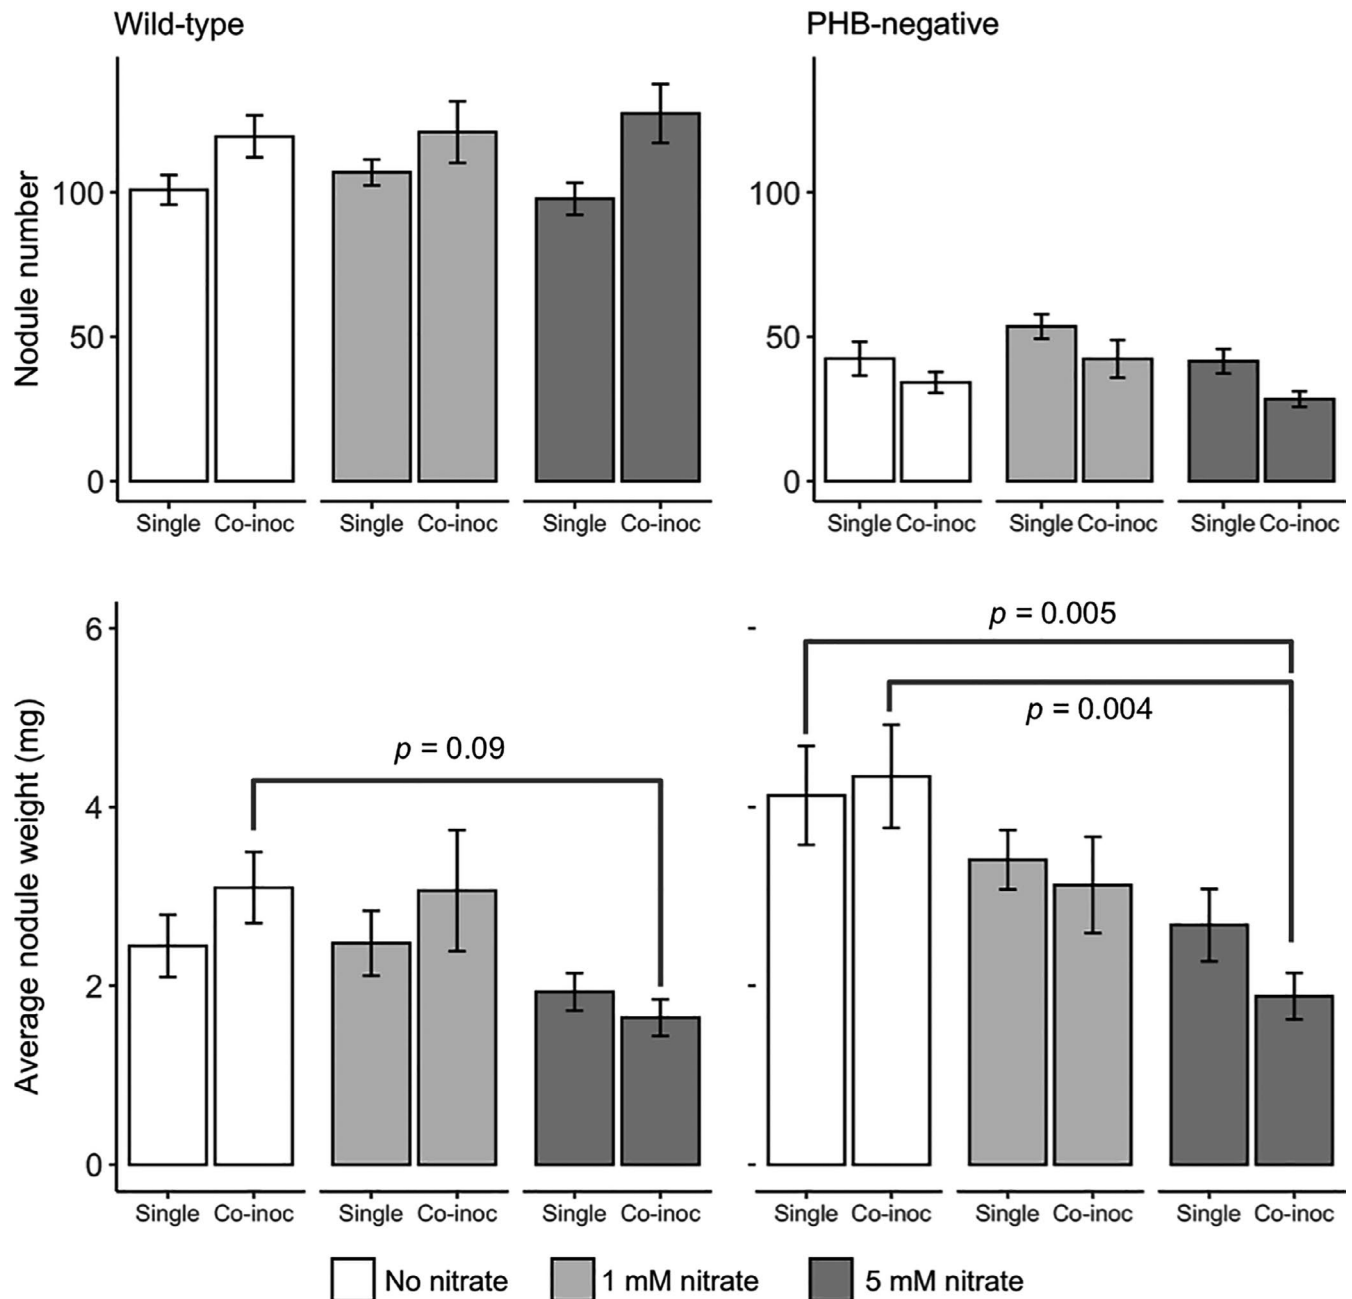 Wild-type
PHB-negative
Nodule number
100
50
0
100
50
0
Single Co-inoc Single Co-inoc Single Co-inoc
Single Co-inoc Single Co-inoc Single Co-inoc
Average nodule weight (mg)
6
4
2
0
p = 0.09
p = 0.005
p = 0.004
Single Co-inoc Single Co-inoc Single Co-inoc
Single Co-inoc Single Co-inoc Single Co-inoc
No nitrate 1 mM nitrate 5 mM nitrate